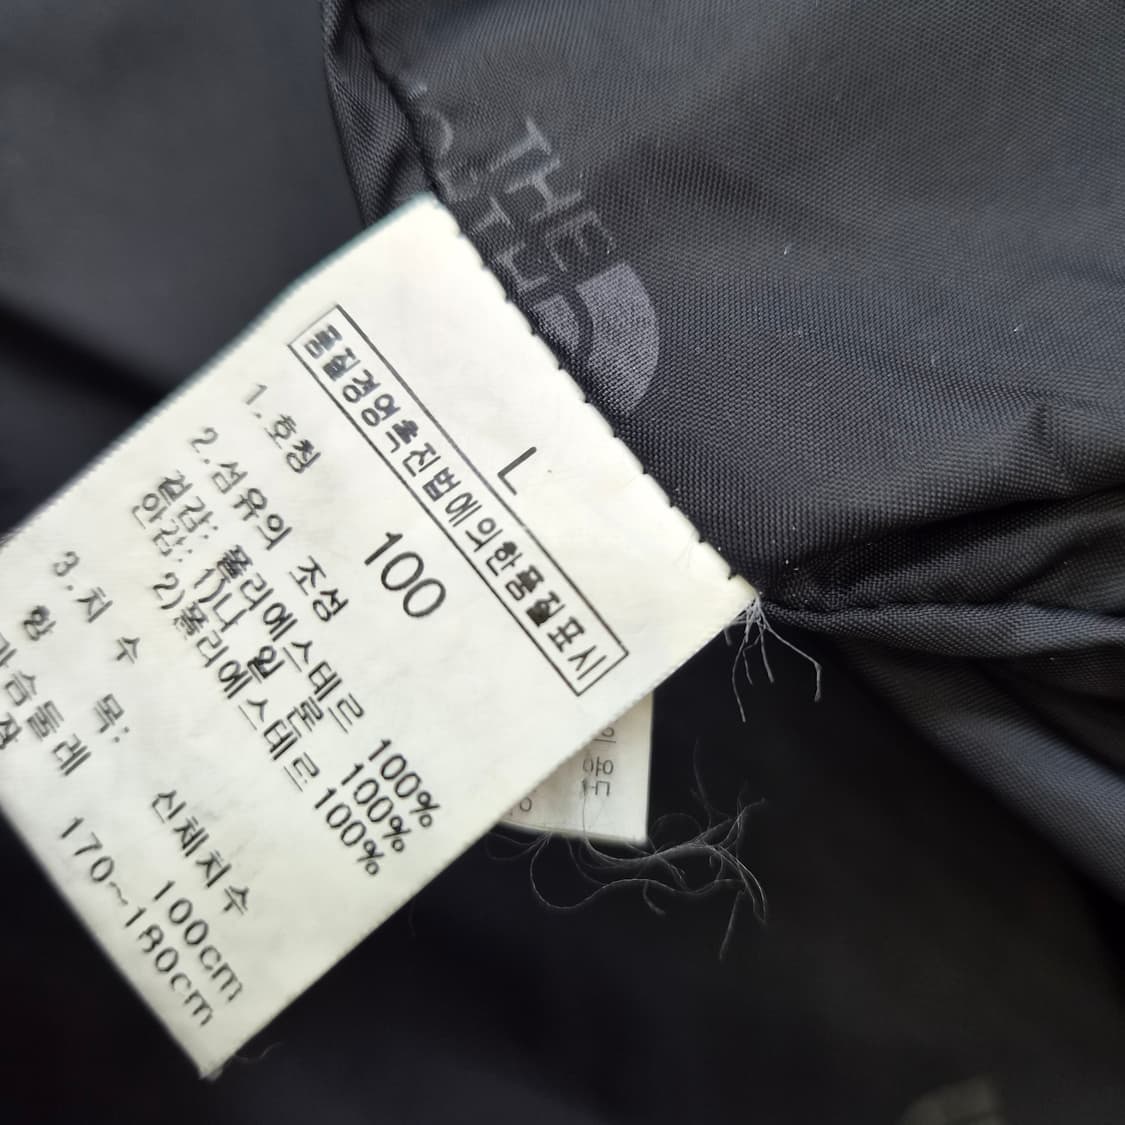 THE
L
품질경영촉진법에의한품질표시
1.호칭 100
2.섬유의 조성
겉감: 폴리에스테르 100%
안감: 1)나 일 론 100%
2)폴리에스테르 100%
3.치 수
항 목: 신체치수
가슴둘레 100cm
장 170~180cm